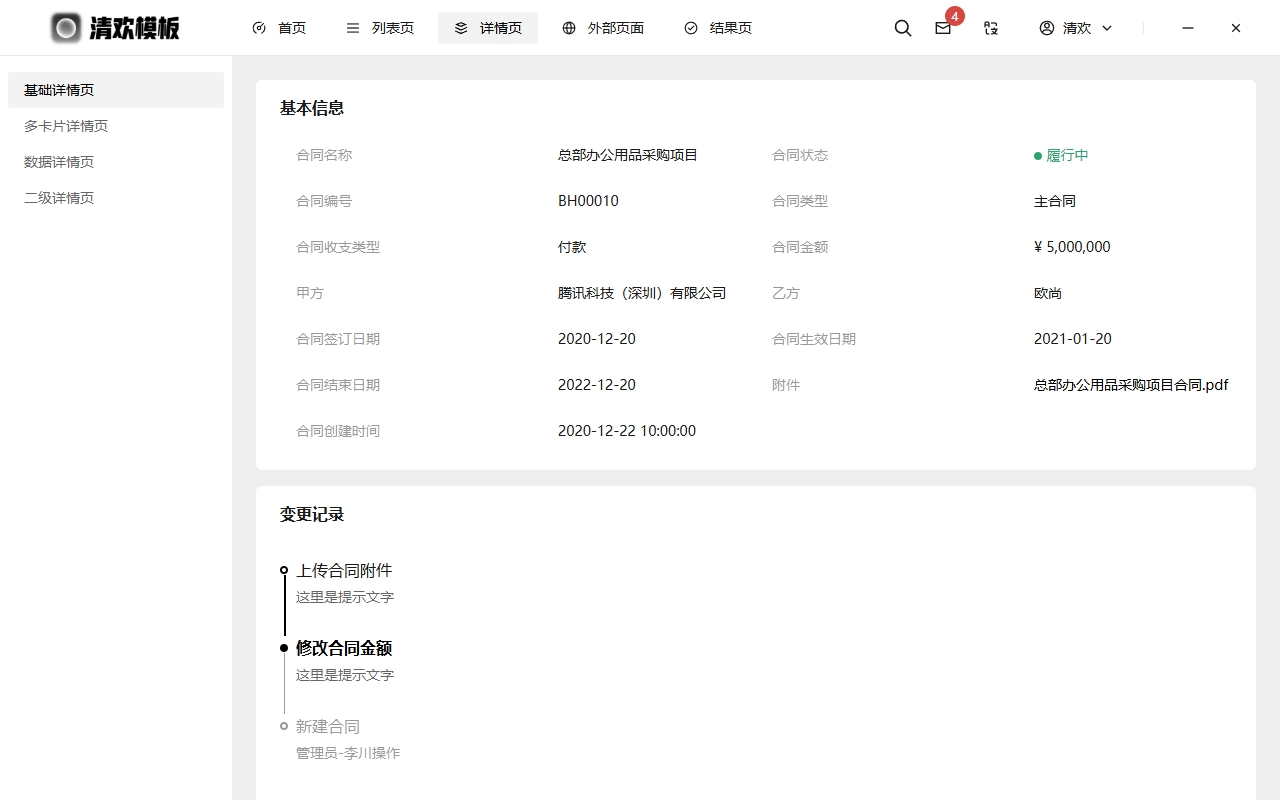 清欢模板
首页
列表页
详情页
外部页面
结果页
4
清欢
基础详情页
多卡片详情页
数据详情页
二级详情页
基本信息
合同名称 总部办公用品采购项目 合同状态 履行中
合同编号 BH00010 合同类型 主合同
合同收支类型 付款 合同金额 ¥ 5,000,000
甲方 腾讯科技（深圳）有限公司 乙方 欧尚
合同签订日期 2020-12-20 合同生效日期 2021-01-20
合同结束日期 2022-12-20 附件 总部办公用品采购项目合同.pdf
合同创建时间 2020-12-22 10:00:00
变更记录
上传合同附件
这里是提示文字
修改合同金额
这里是提示文字
新建合同
管理员-李川操作